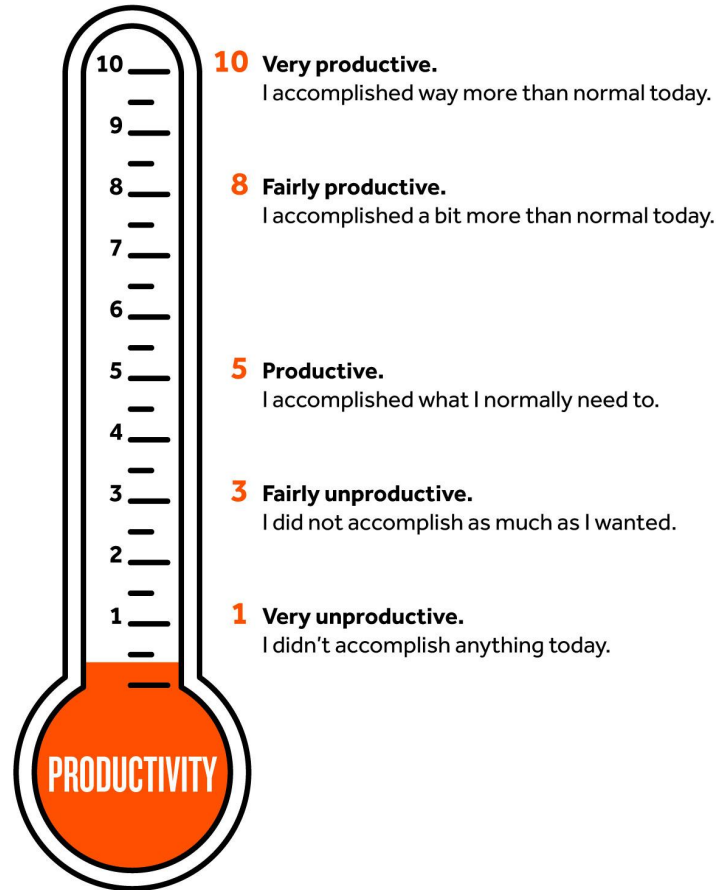 10
10 Very productive.
I accomplished way more than normal today.
9
8
8 Fairly productive.
I accomplished a bit more than normal today.
7
6
5
5 Productive.
I accomplished what I normally need to.
4
3
3 Fairly unproductive.
I did not accomplish as much as I wanted.
2
1
1 Very unproductive.
I didn't accomplish anything today.
PRODUCTIVITY